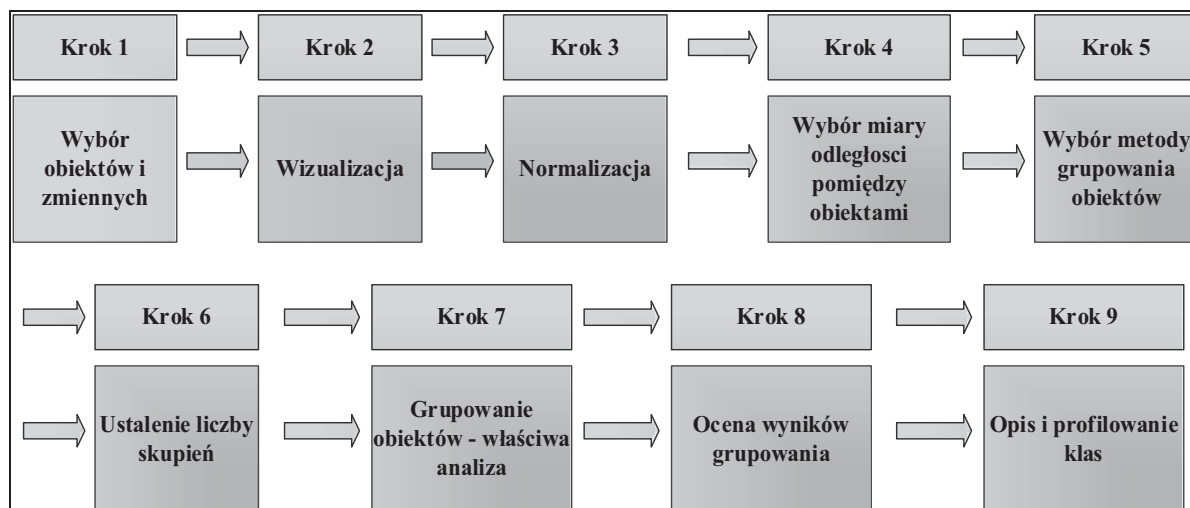 Krok 1
Krok 2
Krok 3
Krok 4
Krok 5
Wybór
obiektów i
zmiennych
Wizualizacja
Normalizacja
Wybór miary
odległosci
pomiędzy
obiektami
Wybór metody
grupowania
obiektów
Krok 6
Krok 7
Krok 8
Krok 9
Ustalenie liczby
skupień
Grupowanie
obiektów - właściwa
analiza
Ocena wyników
grupowania
Opis i profilowanie
klas